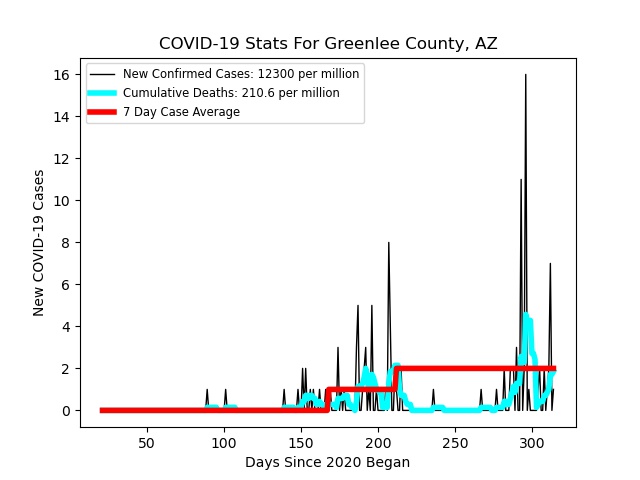 COVID-19 Stats For Greenlee County, AZ
New Confirmed Cases: 12300 per million
Cumulative Deaths: 210.6 per million
7 Day Case Average
New COVID-19 Cases
16
14
12
10
8
6
4
2
0
50 100 150 200 250 300
Days Since 2020 Began